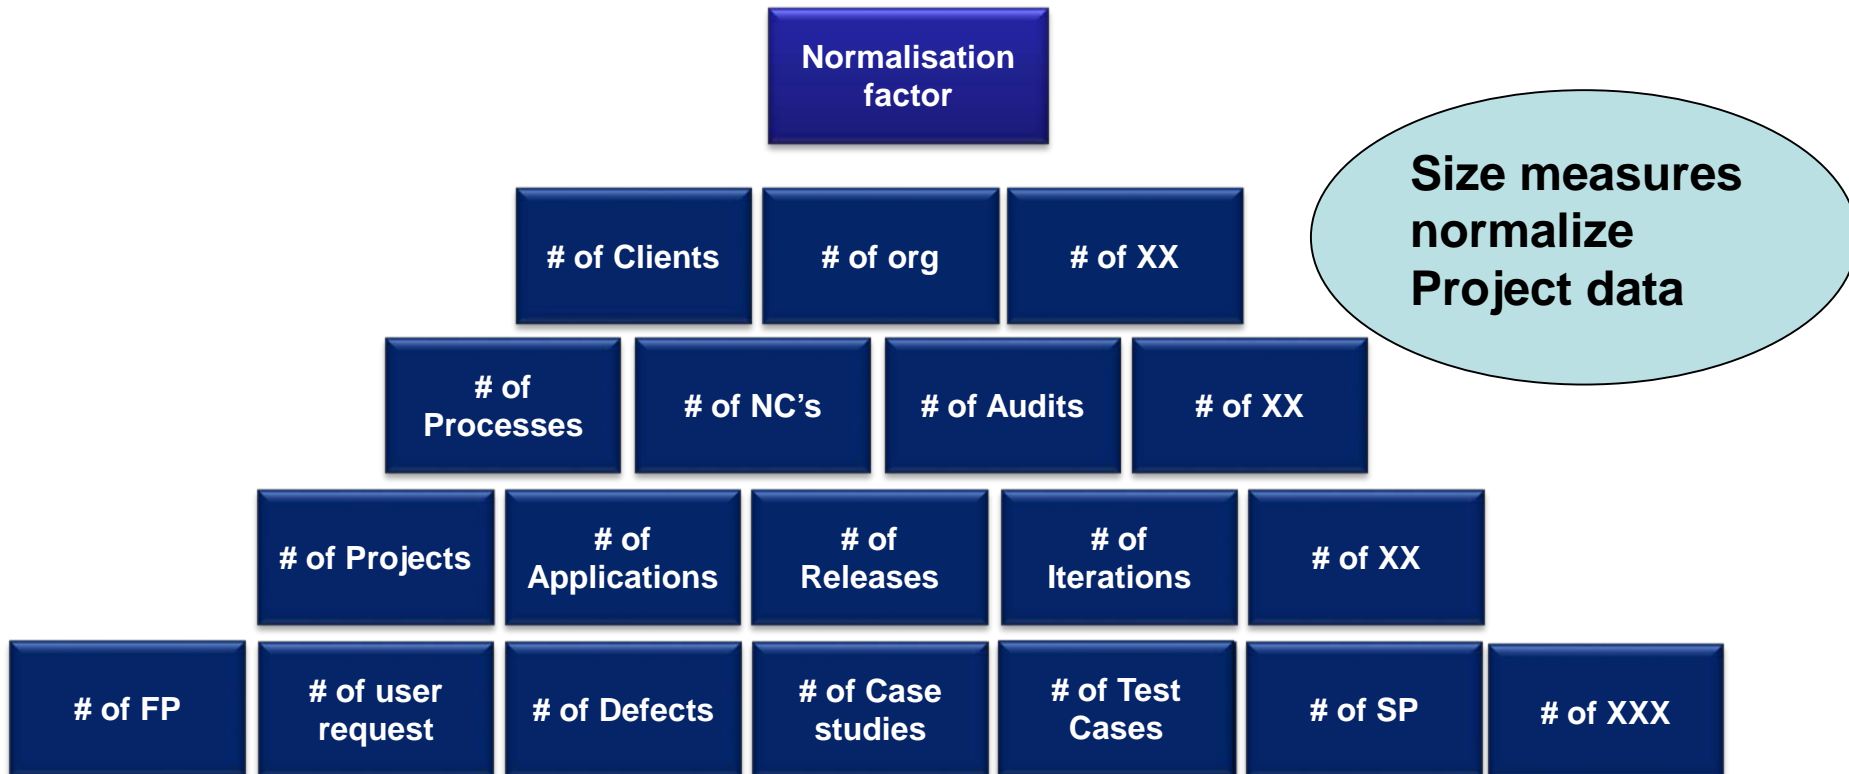 Normalisation
factor
Size measures
normalize
Project data
# of Clients
# of org
# of XX
# of
Processes
# of NC’s
# of Audits
# of XX
# of Projects
# of
Applications
# of
Releases
# of
Iterations
# of XX
# of FP
# of user
request
# of Defects
# of Case
studies
# of Test
Cases
# of SP
# of XXX